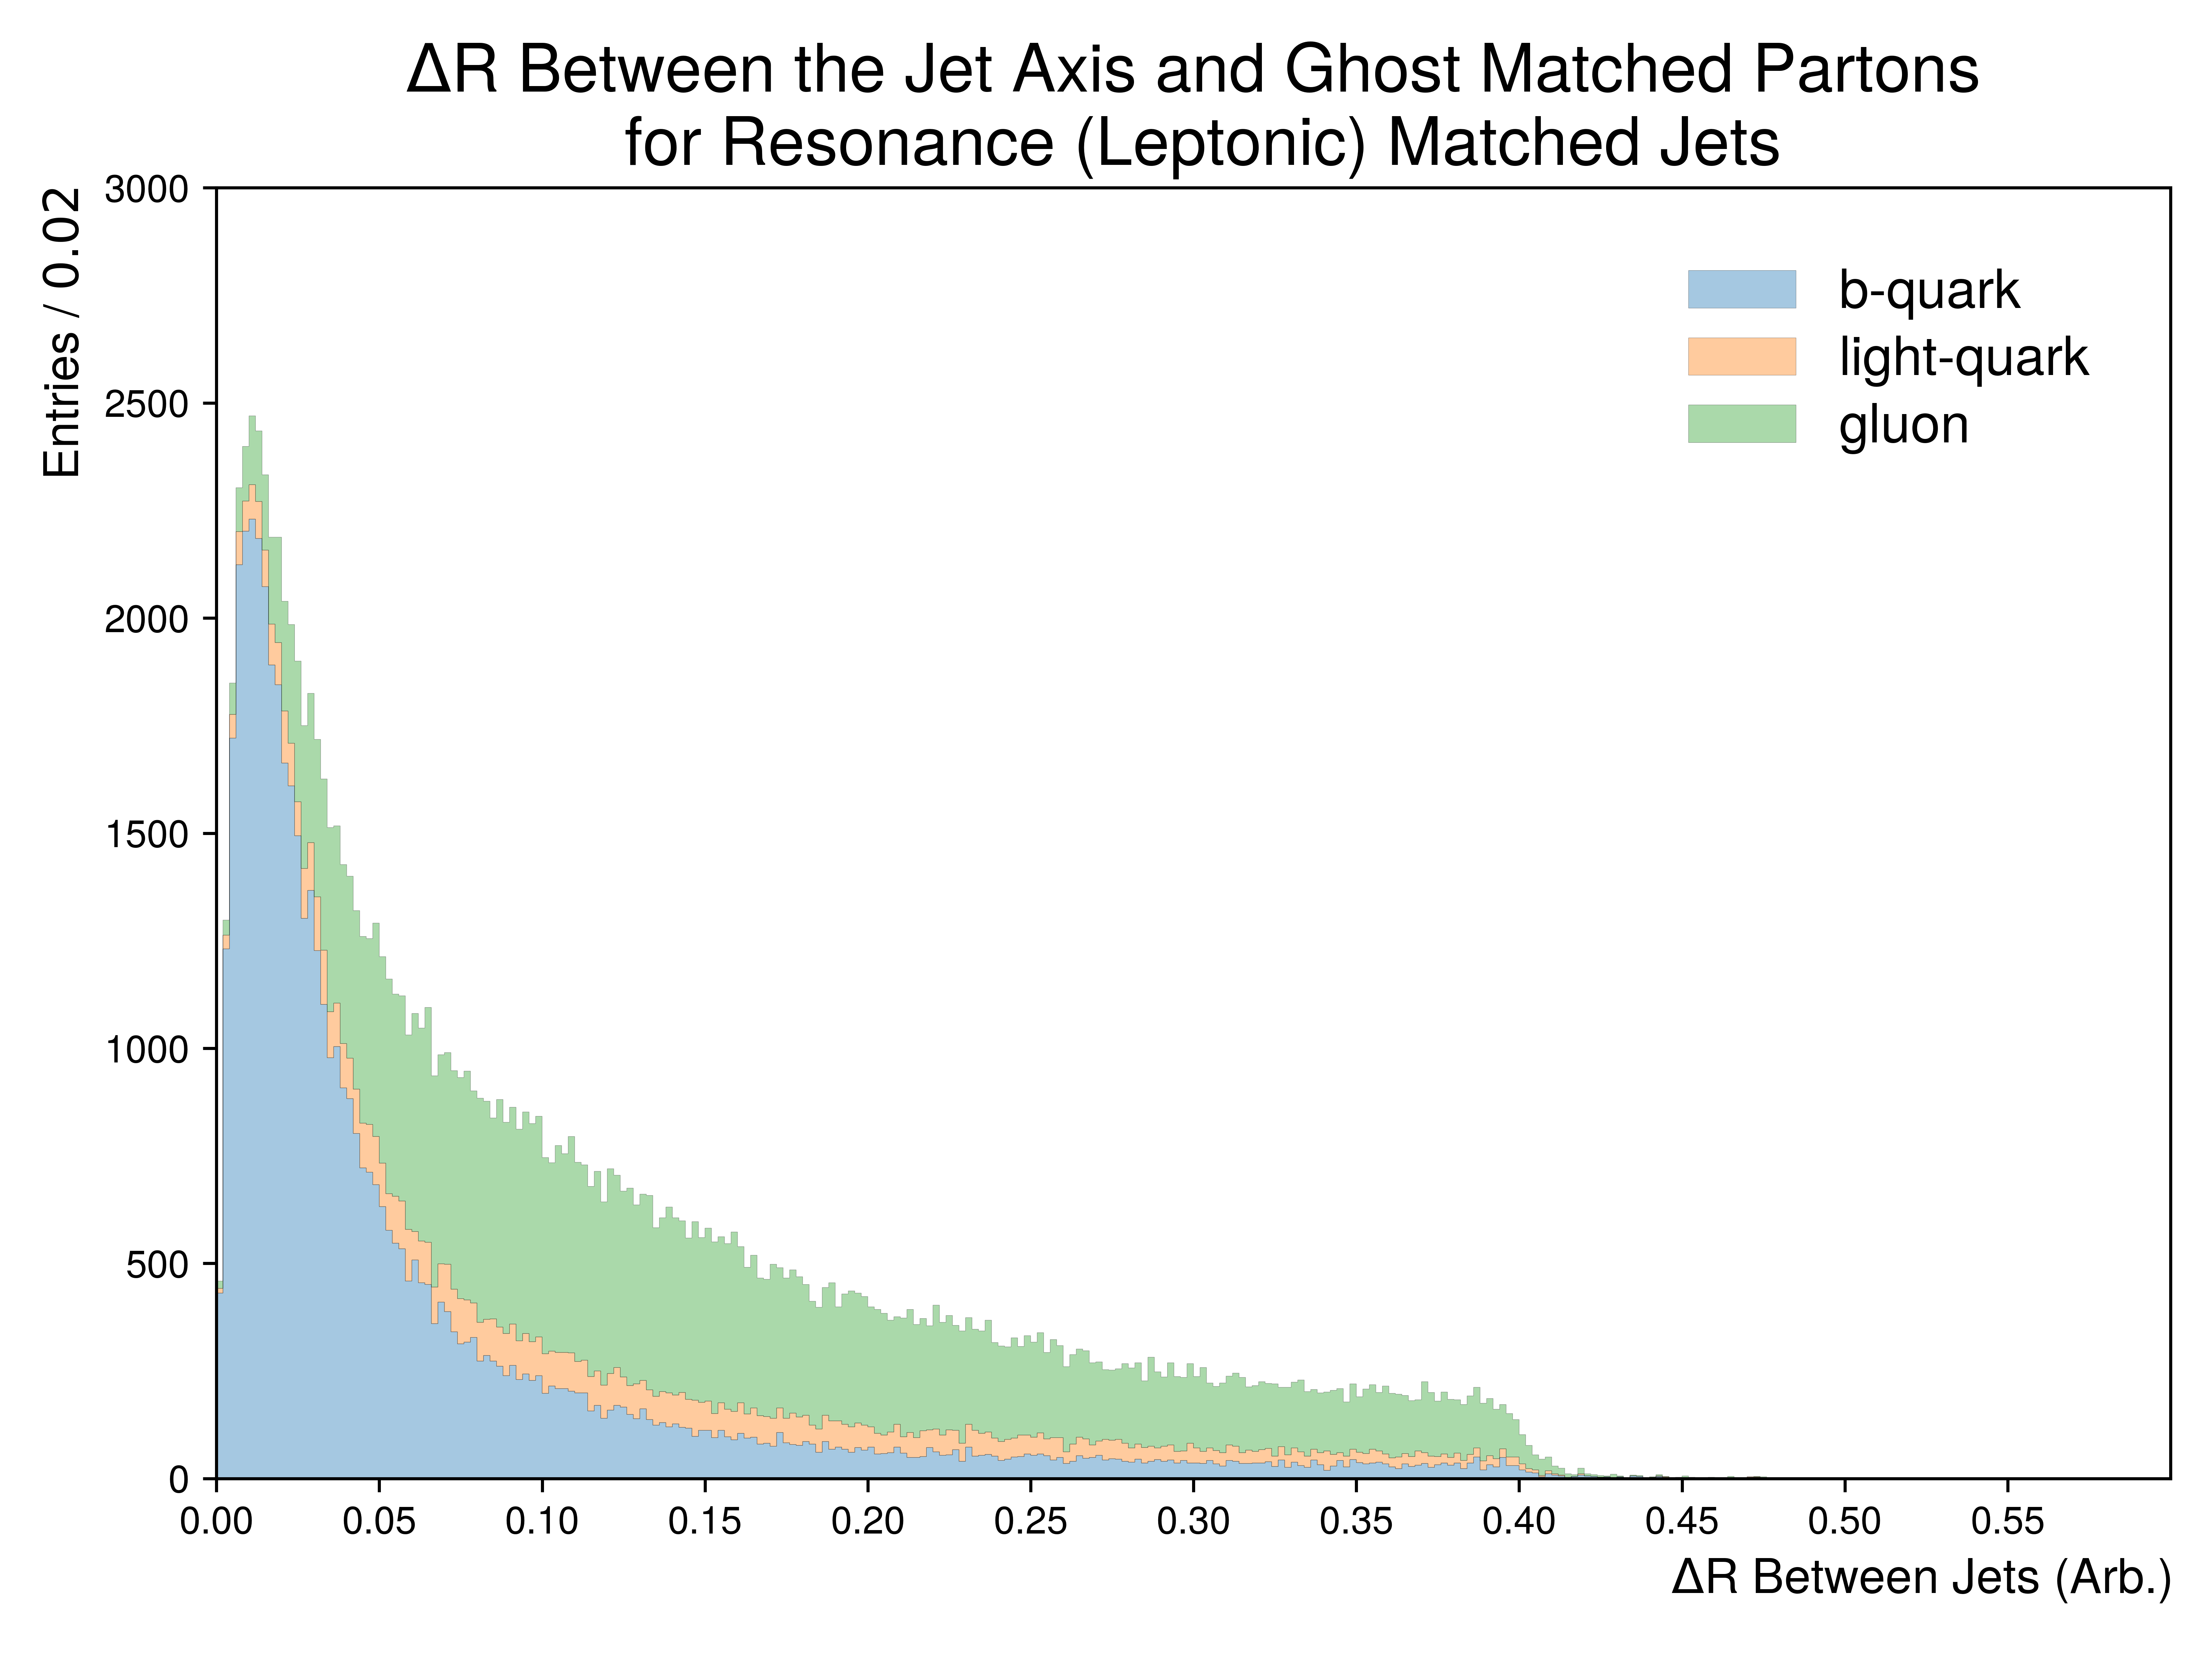 ΔR Between the Jet Axis and Ghost Matched Partons
for Resonance (Leptonic) Matched Jets
Entries / 0.02
3000
2500
2000
1500
1000
500
0
b-quark
light-quark
gluon
0.00 0.05 0.10 0.15 0.20 0.25 0.30 0.35 0.40 0.45 0.50 0.55
ΔR Between Jets (Arb.)